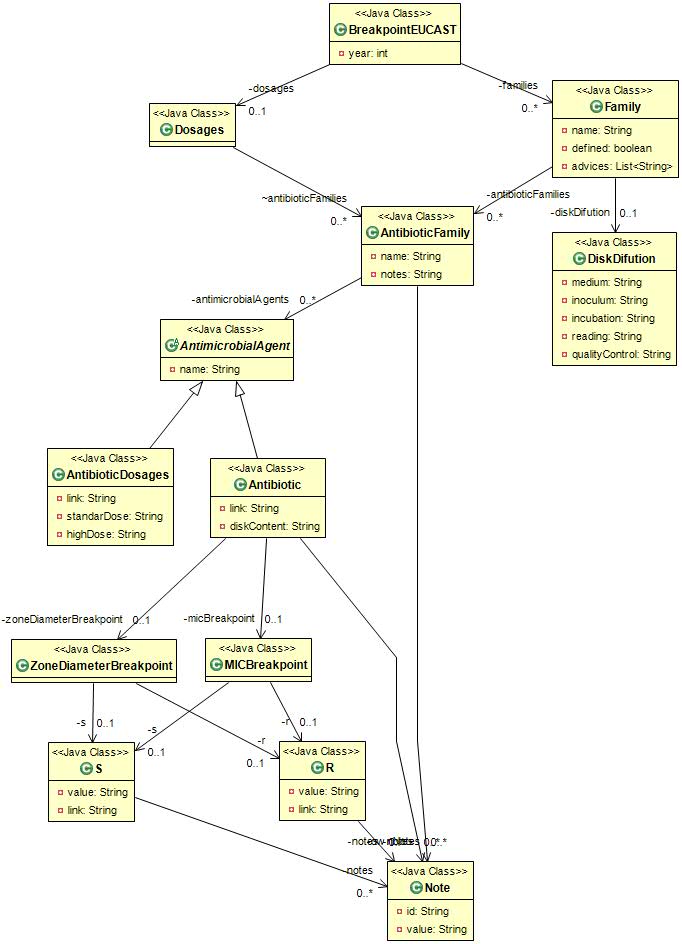 <<Java Class>>
BreakpointEUCAST
year: int
-dosages
0..1
-families
0..*
<<Java Class>>
Dosages
<<Java Class>>
Family
name: String
defined: boolean
advices: List<String>
~antibioticFamilies
0..*
-antibioticFamilies
0..*
-diskDifution
0..1
<<Java Class>>
AntibioticFamily
name: String
notes: String
<<Java Class>>
DiskDifution
medium: String
inoculum: String
incubation: String
reading: String
qualityControl: String
-antimicrobialAgents
0..*
<<Java Class>>
AntimicrobialAgent
name: String
<<Java Class>>
AntibioticDosages
link: String
standarDose: String
highDose: String
<<Java Class>>
Antibiotic
link: String
diskContent: String
-zoneDiameterBreakpoint
0..1
-micBreakpoint
0..1
<<Java Class>>
ZoneDiameterBreakpoint
<<Java Class>>
MICBreakpoint
-s
0..1
-s
0..1
-r
0..1
-r
0..1
<<Java Class>>
S
value: String
link: String
<<Java Class>>
R
value: String
link: String
-notes
-notes
0..*
<<Java Class>>
Note
id: String
value: String